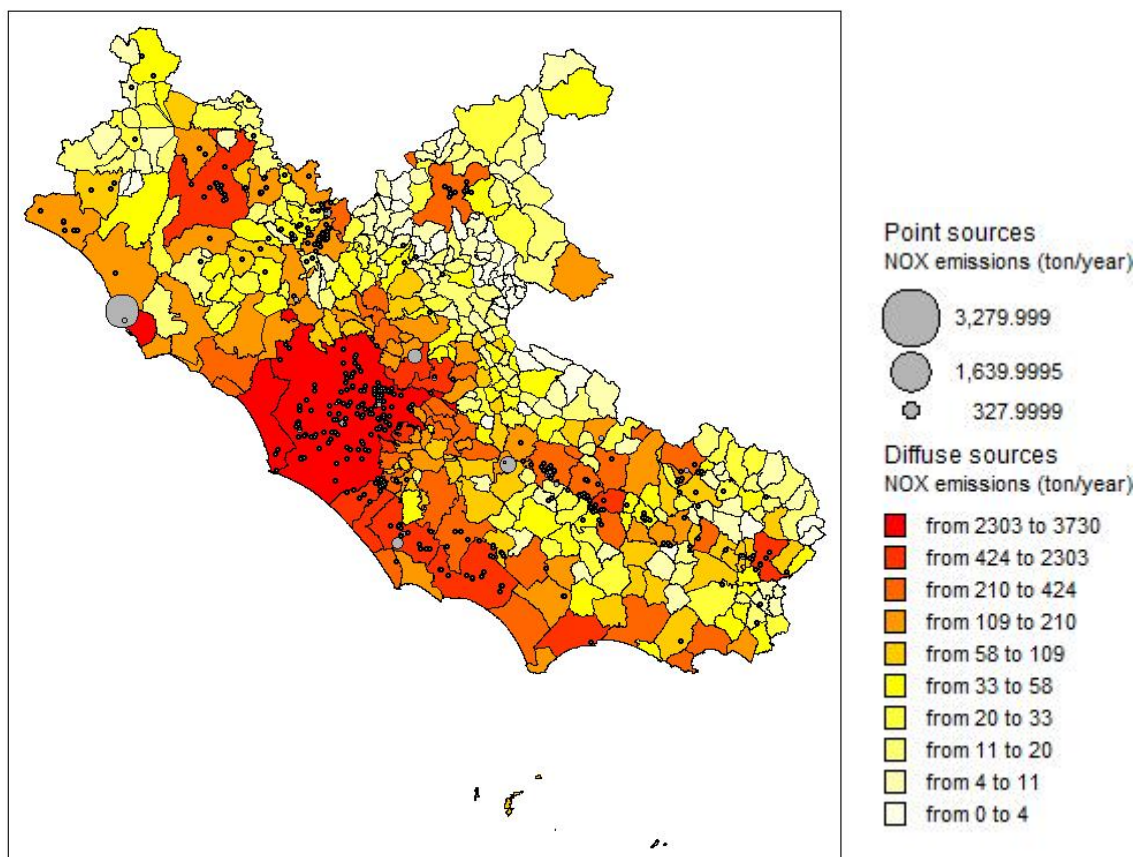 Point sources
NOX emissions (ton/year)
3,279.999
1,639.9995
327.9999
Diffuse sources
NOX emissions (ton/year)
from 2303 to 3730
from 424 to 2303
from 210 to 424
from 109 to 210
from 58 to 109
from 33 to 58
from 20 to 33
from 11 to 20
from 4 to 11
from 0 to 4